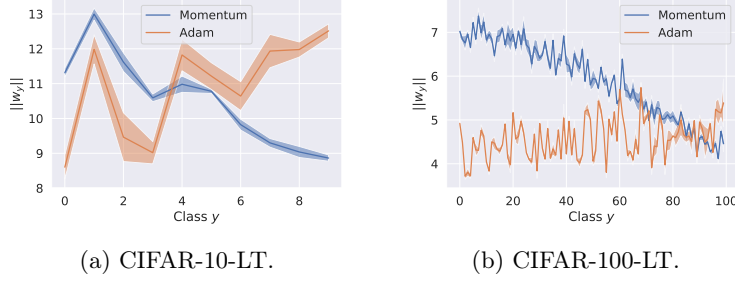 13
12
11
10
9
8
||w_y||
Momentum
Adam
0 2 4 6 8
Class y
(a) CIFAR-10-LT.
7
6
5
4
||w_y||
Momentum
Adam
0 20 40 60 80 100
Class y
(b) CIFAR-100-LT.